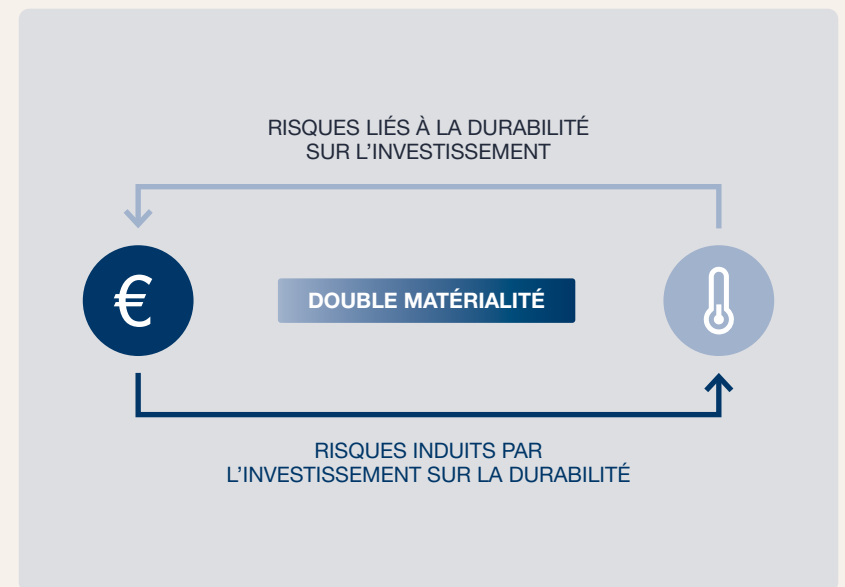 RISQUES LIÉS À LA DURABILITÉ
SUR L'INVESTISSEMENT
€
DOUBLE MATÉRIALITÉ
RISQUES INDUITS PAR
L'INVESTISSEMENT SUR LA DURABILITÉ